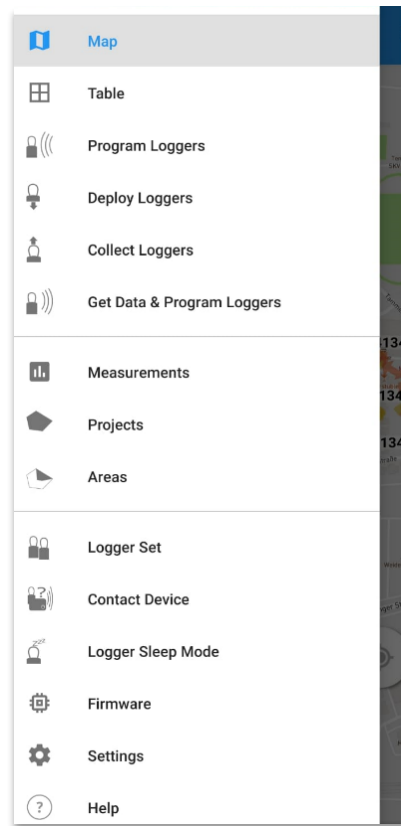 Map
Table
Program Loggers
Deploy Loggers
Collect Loggers
Get Data & Program Loggers
Measurements
Projects
Areas
Logger Set
Contact Device
Logger Sleep Mode
Firmware
Settings
? Help